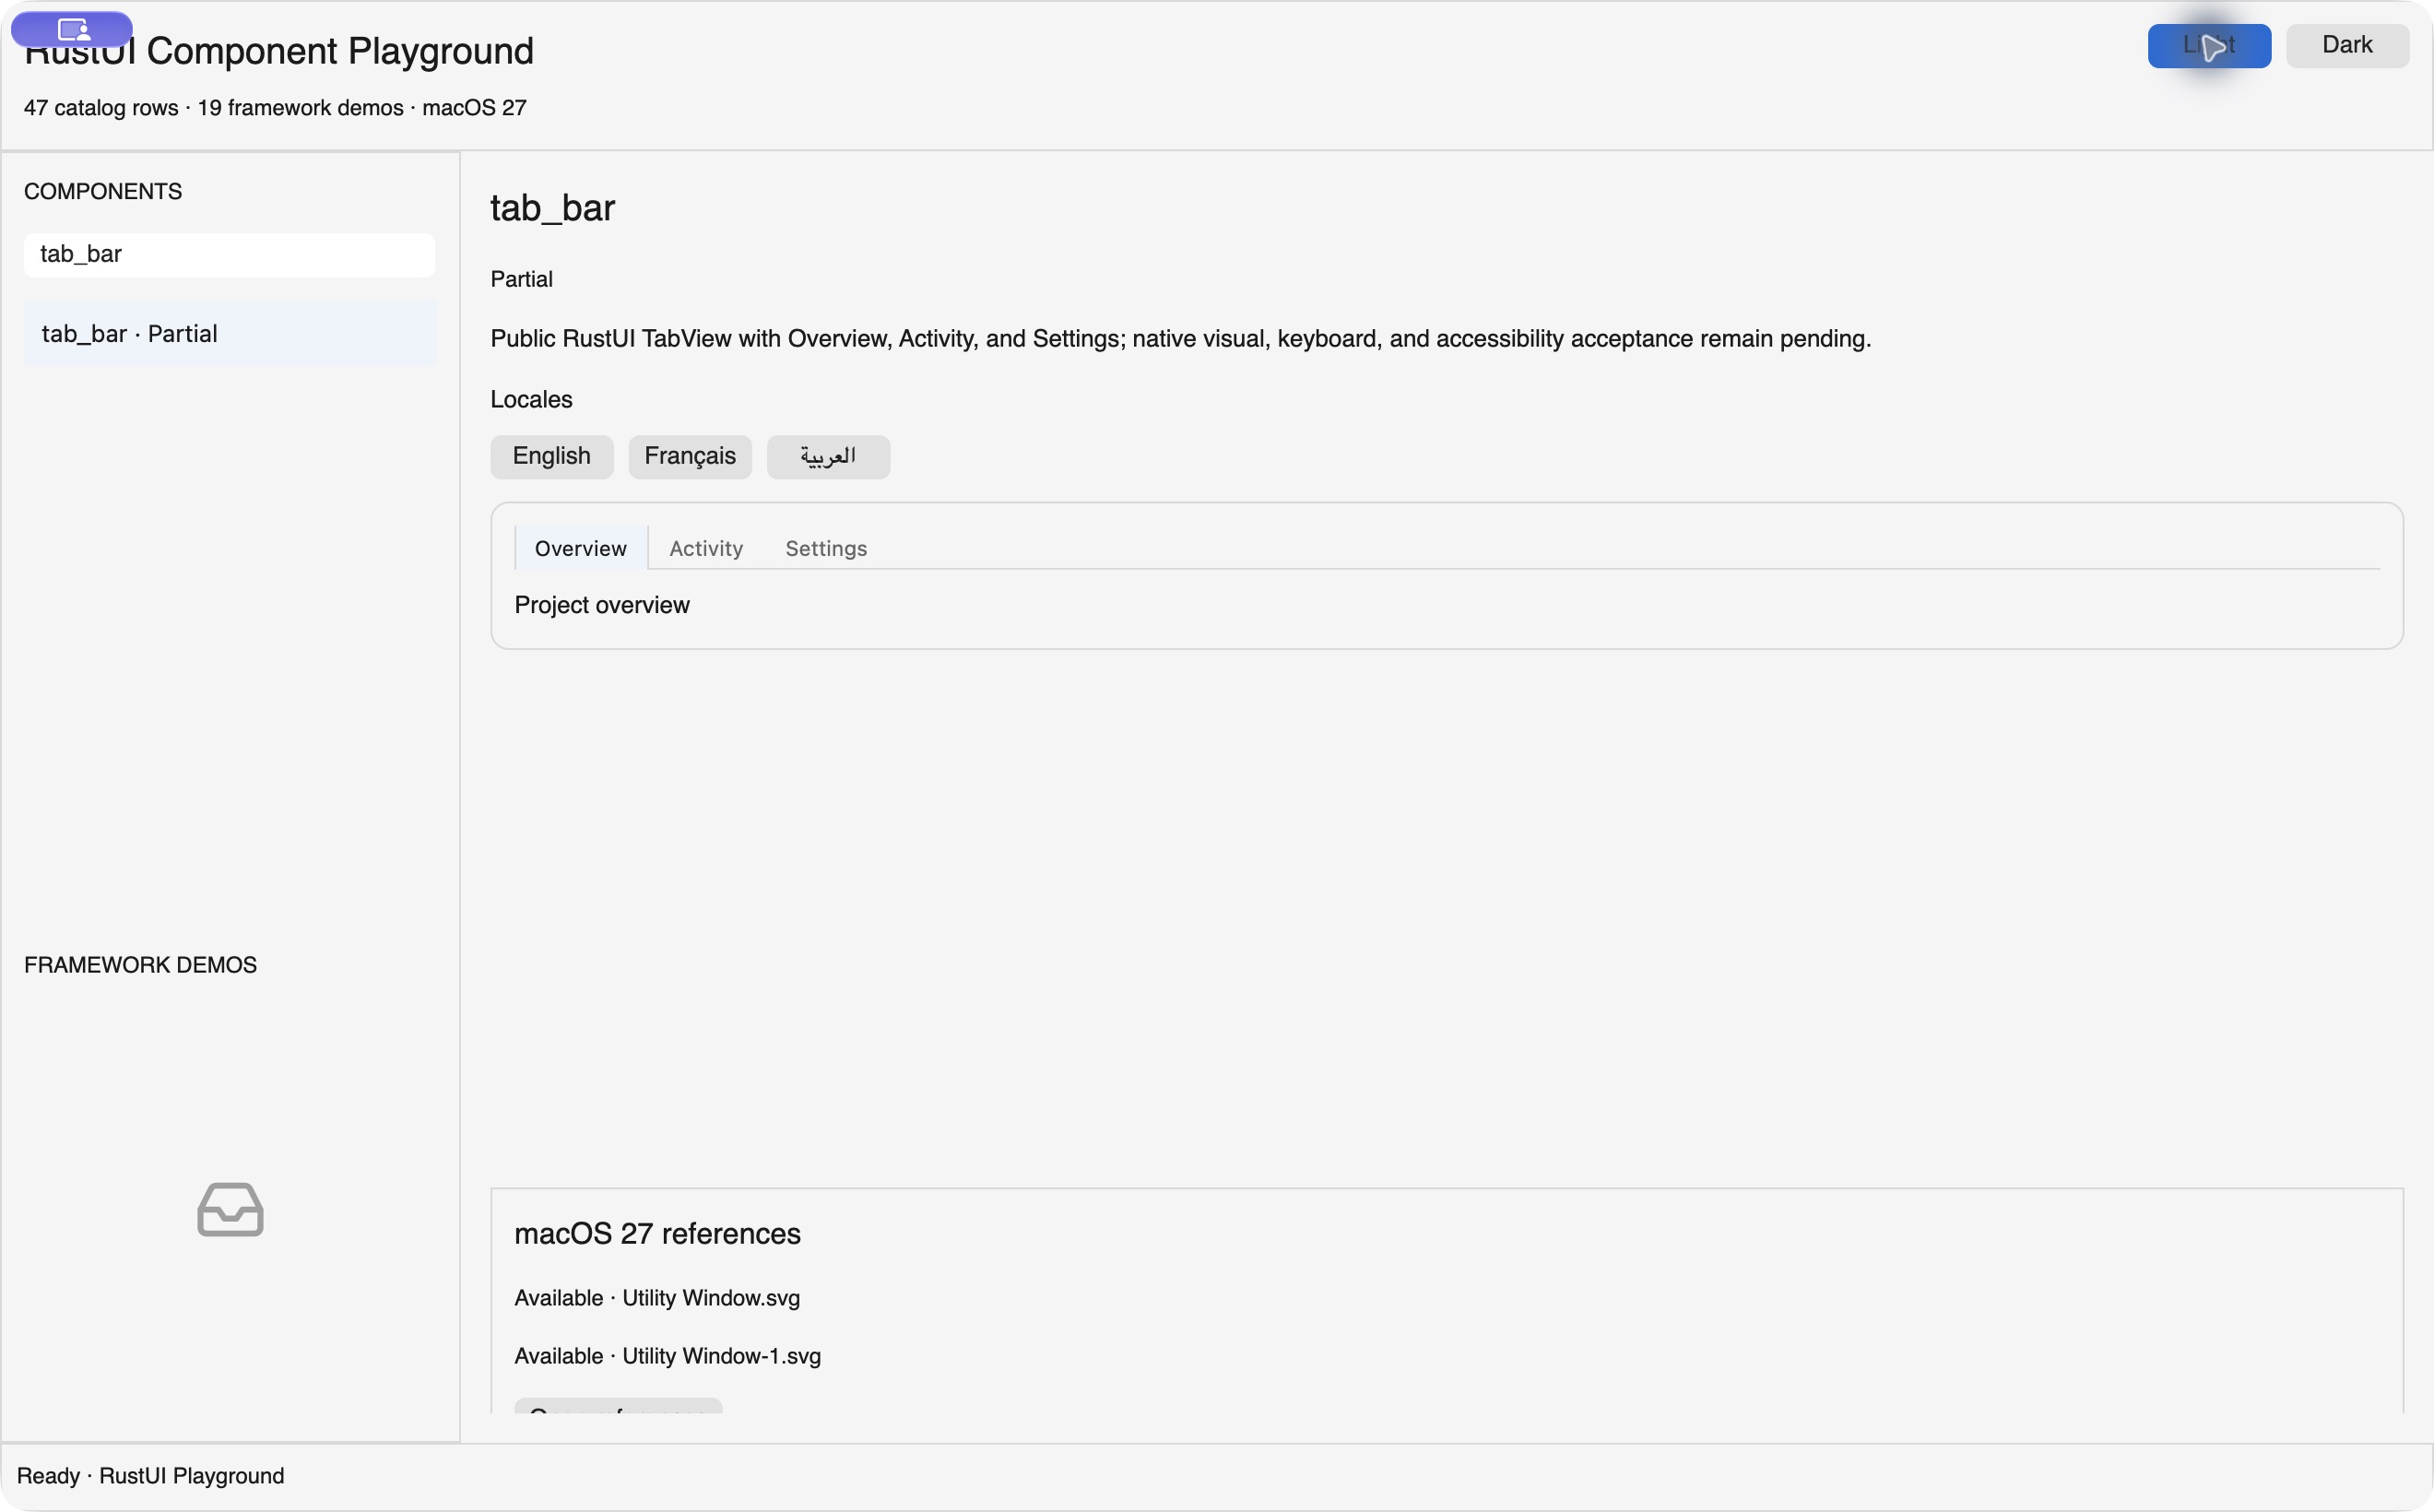 RustUI Component Playground
Light Dark
47 catalog rows · 19 framework demos · macOS 27
COMPONENTS
tab_bar
tab_bar · Partial
FRAMEWORK DEMOS
tab_bar
Partial
Public RustUI TabView with Overview, Activity, and Settings; native visual, keyboard, and accessibility acceptance remain pending.
Locales
English Français العربية
Overview Activity Settings
Project overview
macOS 27 references
Available · Utility Window.svg
Available · Utility Window-1.svg
Ready · RustUI Playground